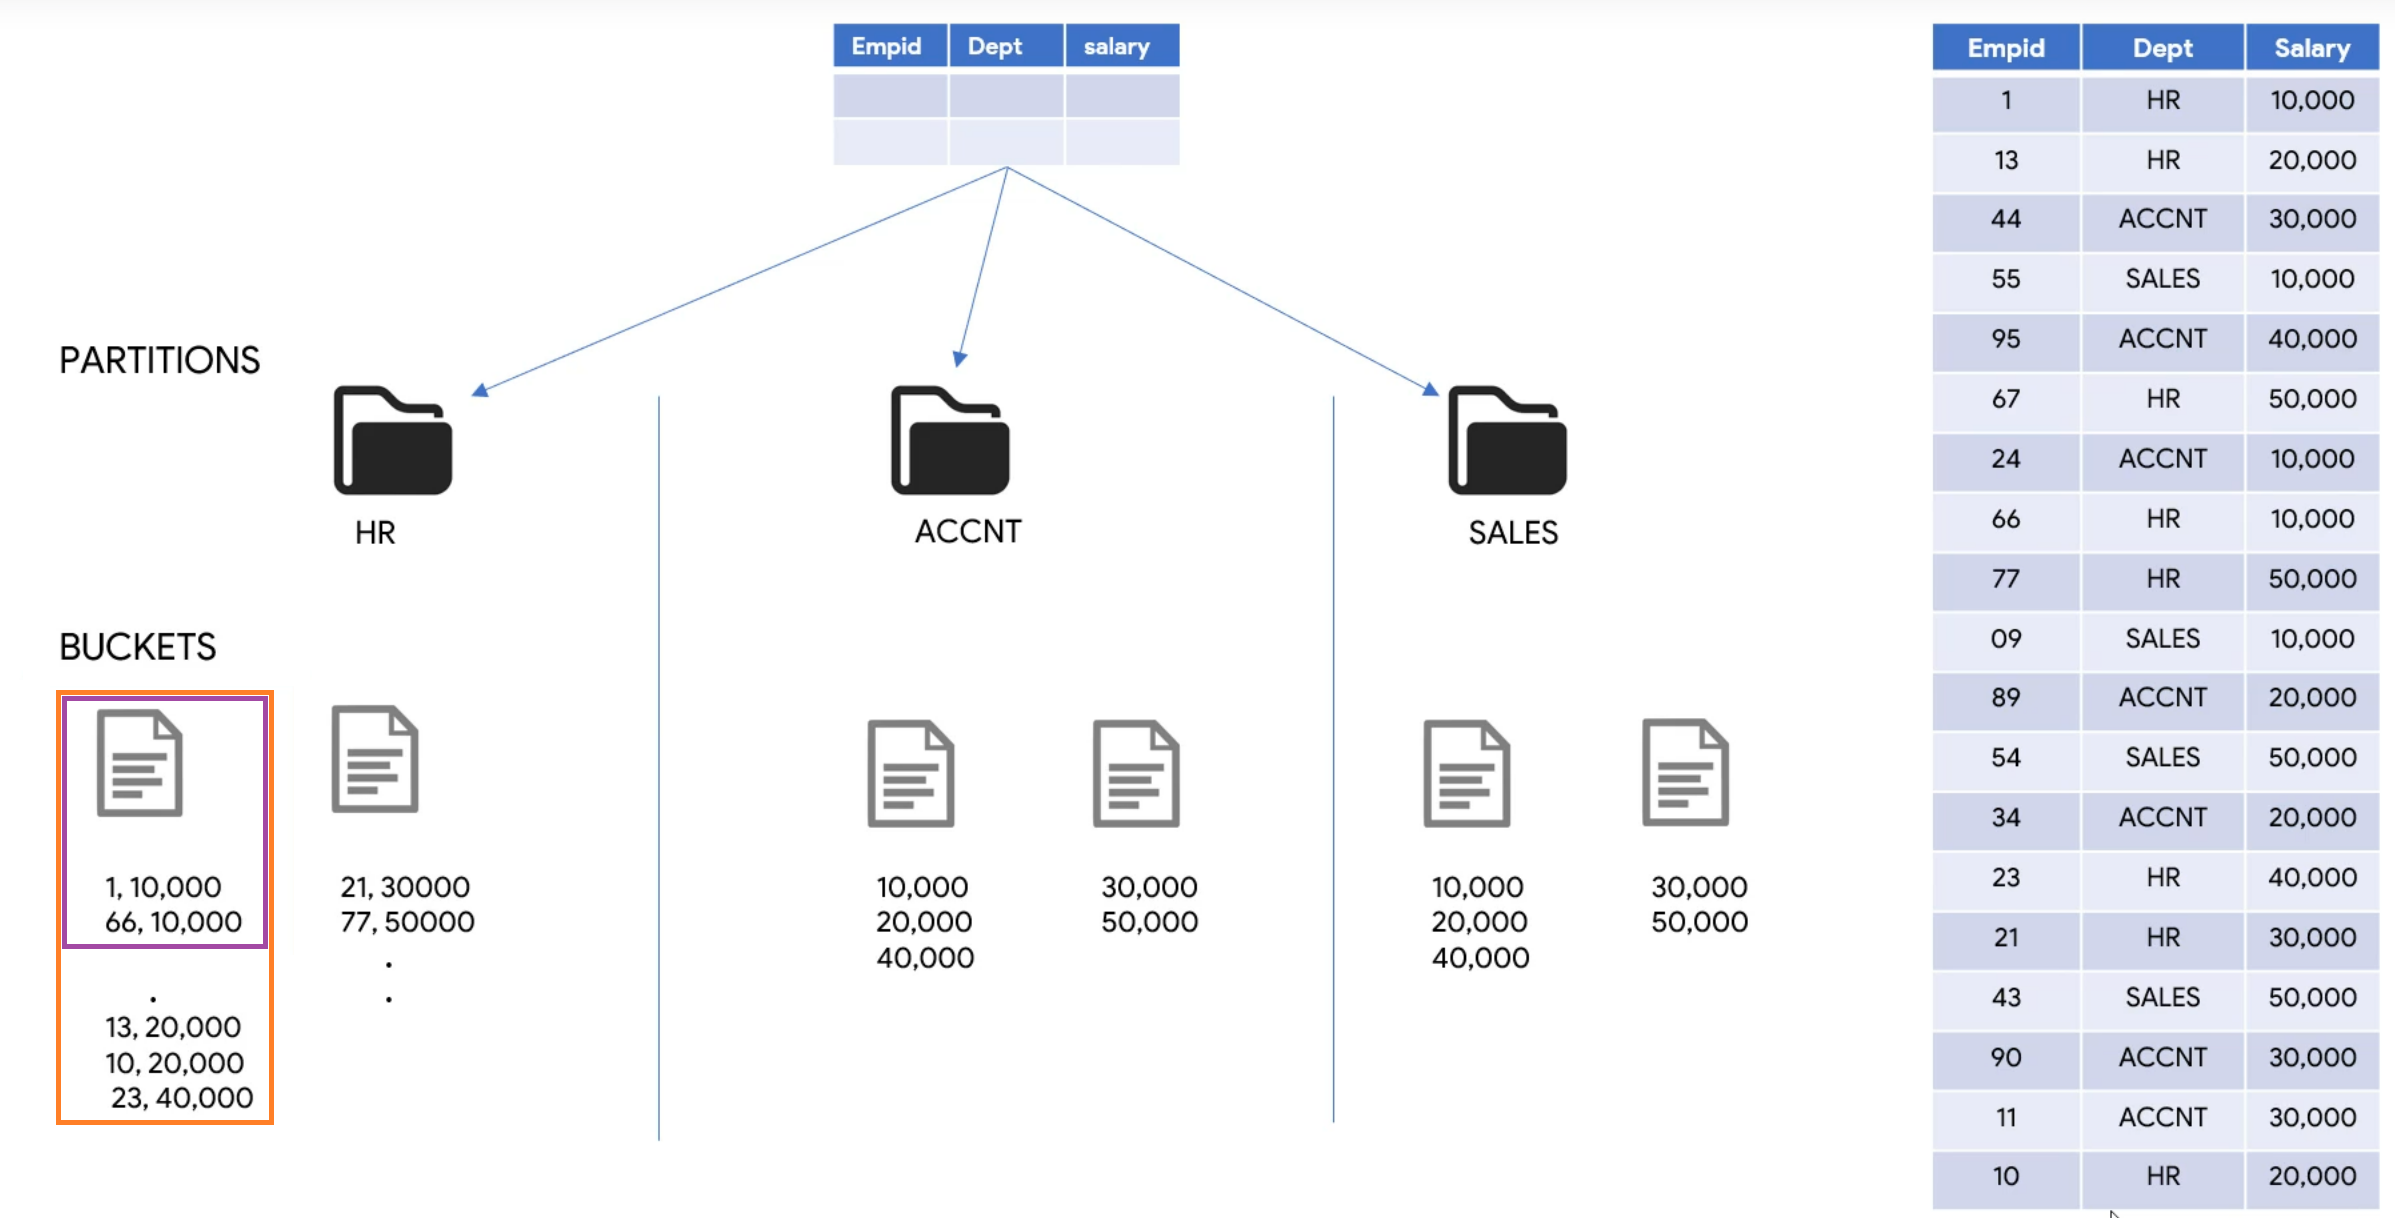 Empid Dept salary
PARTITIONS
HR
ACCNT
SALES
BUCKETS
1, 10,000
66, 10,000
.
13, 20,000
10, 20,000
23, 40,000
21, 30000
77, 50000
.
.
10,000
20,000
40,000
30,000
50,000
10,000
20,000
40,000
30,000
50,000
Empid Dept Salary
1 HR 10,000
13 HR 20,000
44 ACCNT 30,000
55 SALES 10,000
95 ACCNT 40,000
67 HR 50,000
24 ACCNT 10,000
66 HR 10,000
77 HR 50,000
09 SALES 10,000
89 ACCNT 20,000
54 SALES 50,000
34 ACCNT 20,000
23 HR 40,000
21 HR 30,000
43 SALES 50,000
90 ACCNT 30,000
11 ACCNT 30,000
10 HR 20,000